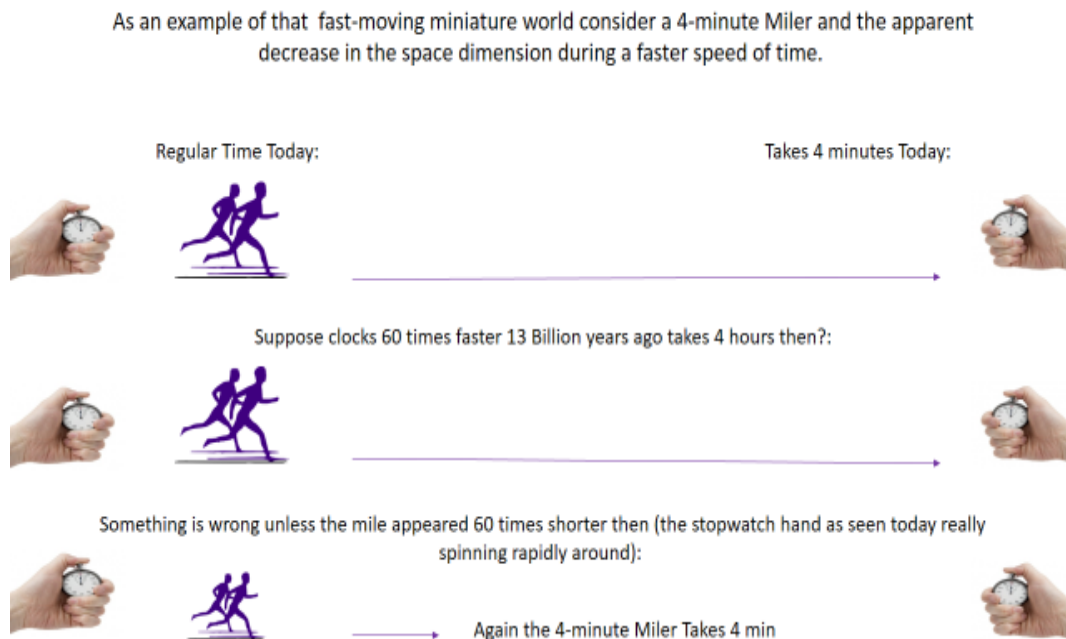 As an example of that  fast-moving miniature world consider a 4-minute Miler and the apparent
decrease in the space dimension during a faster speed of time.
Regular Time Today:
Takes 4 minutes Today:
Suppose clocks 60 times faster 13 Billion years ago takes 4 hours then?:
Something is wrong unless the mile appeared 60 times shorter then (the stopwatch hand as seen today really
spinning rapidly around):
Again the 4-minute Miler Takes 4 min